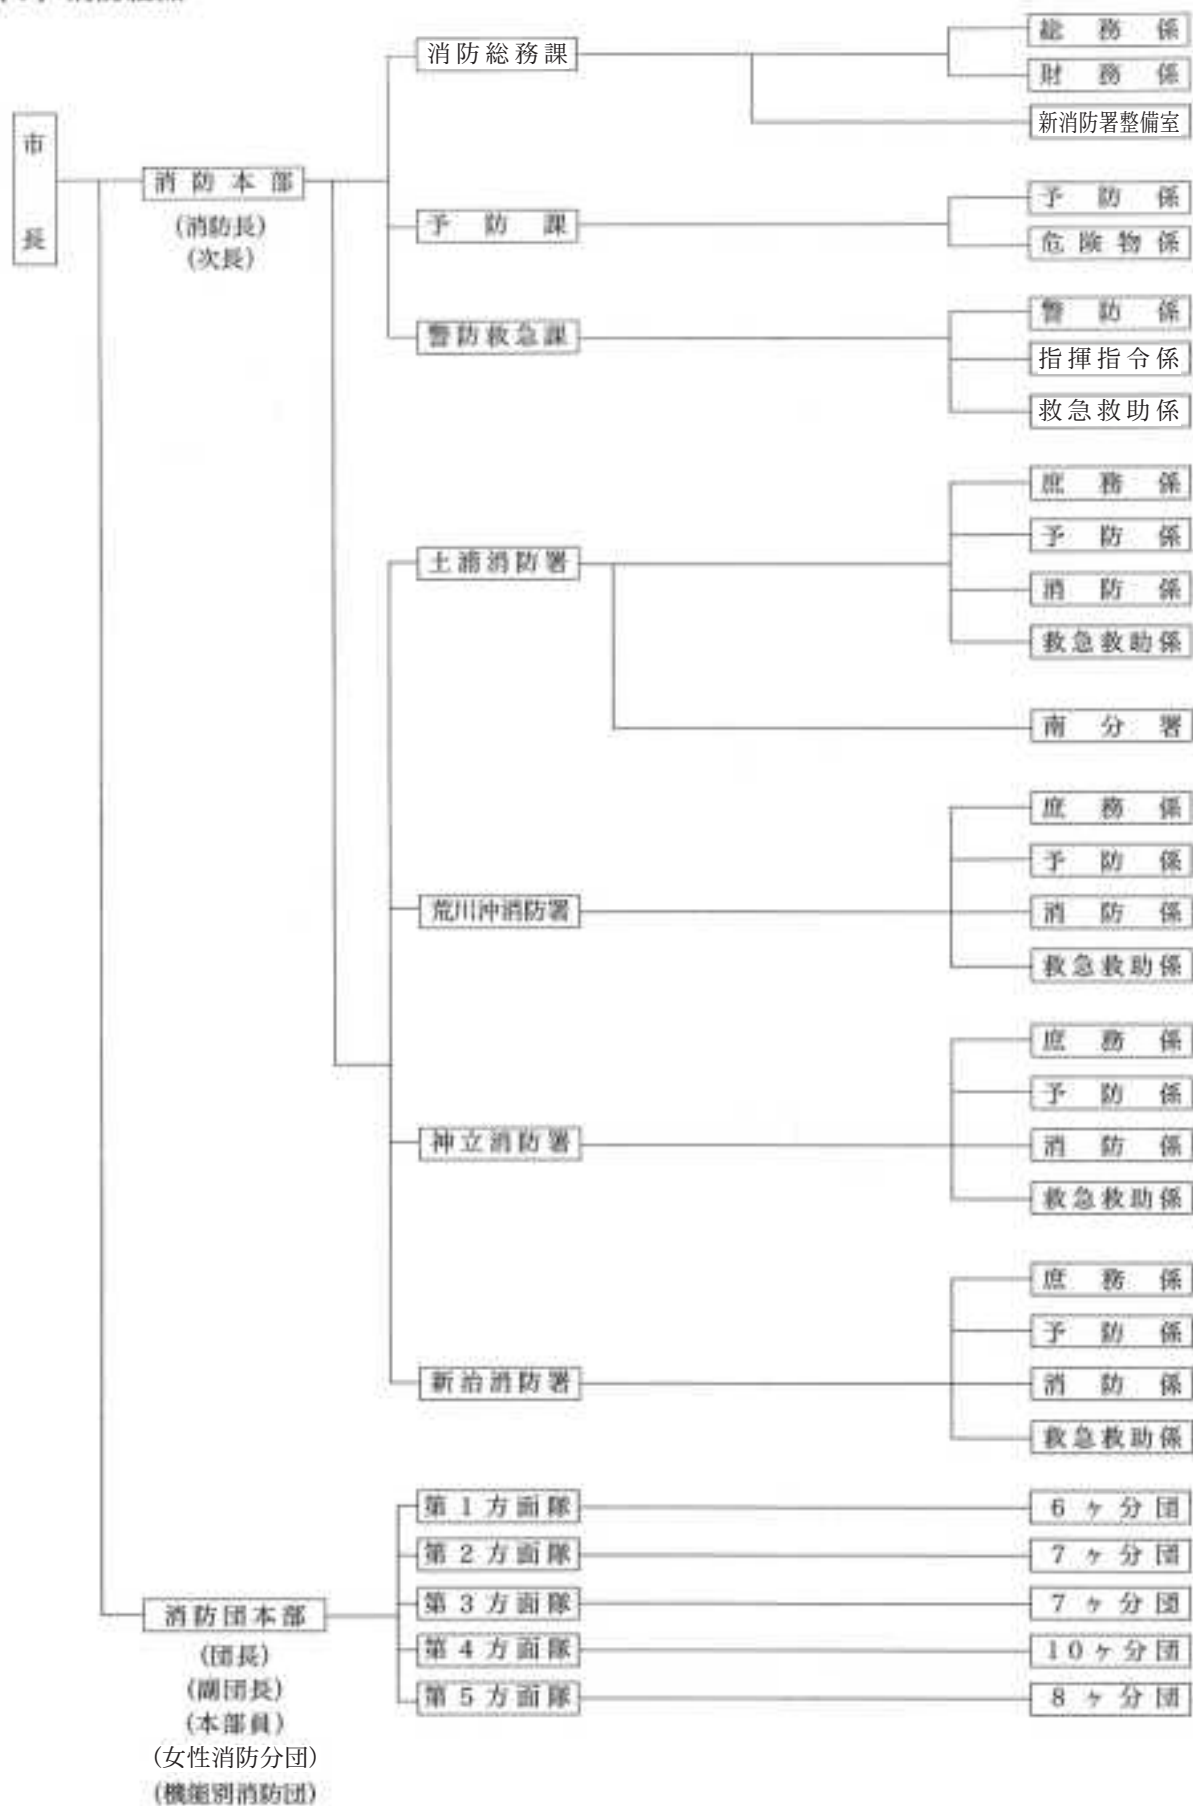 市長
消防本部
(消防長)
(次長)
消防総務課
総務係
財務係
新消防署整備室
予防課
予防係
危険物係
警防救急課
警防係
指揮指令係
救急救助係
土浦消防署
庶務係
予防係
消防係
救急救助係
南分署
荒川沖消防署
庶務係
予防係
消防係
救急救助係
神立消防署
庶務係
予防係
消防係
救急救助係
新治消防署
庶務係
予防係
消防係
救急救助係
消防団本部
(団長)
(副団長)
(本部員)
(女性消防分団)
(機能別消防団)
第1方面隊
6ヶ分団
第2方面隊
7ヶ分団
第3方面隊
7ヶ分団
第4方面隊
10ヶ分団
第5方面隊
8ヶ分団